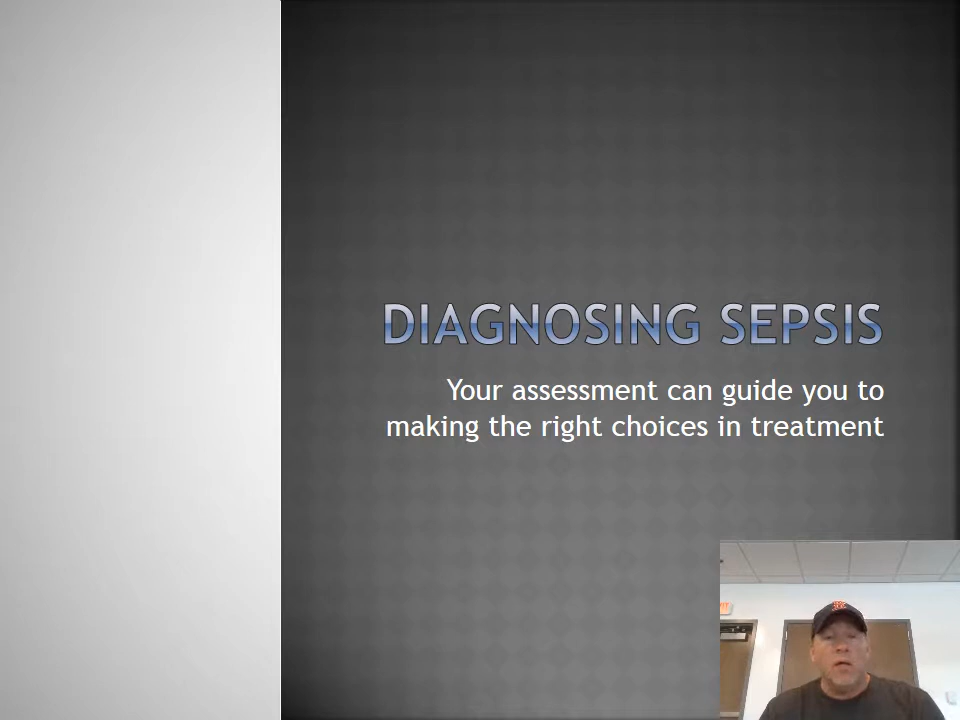 DIAGNOSING SEPSIS
Your assessment can guide you to
making the right choices in treatment